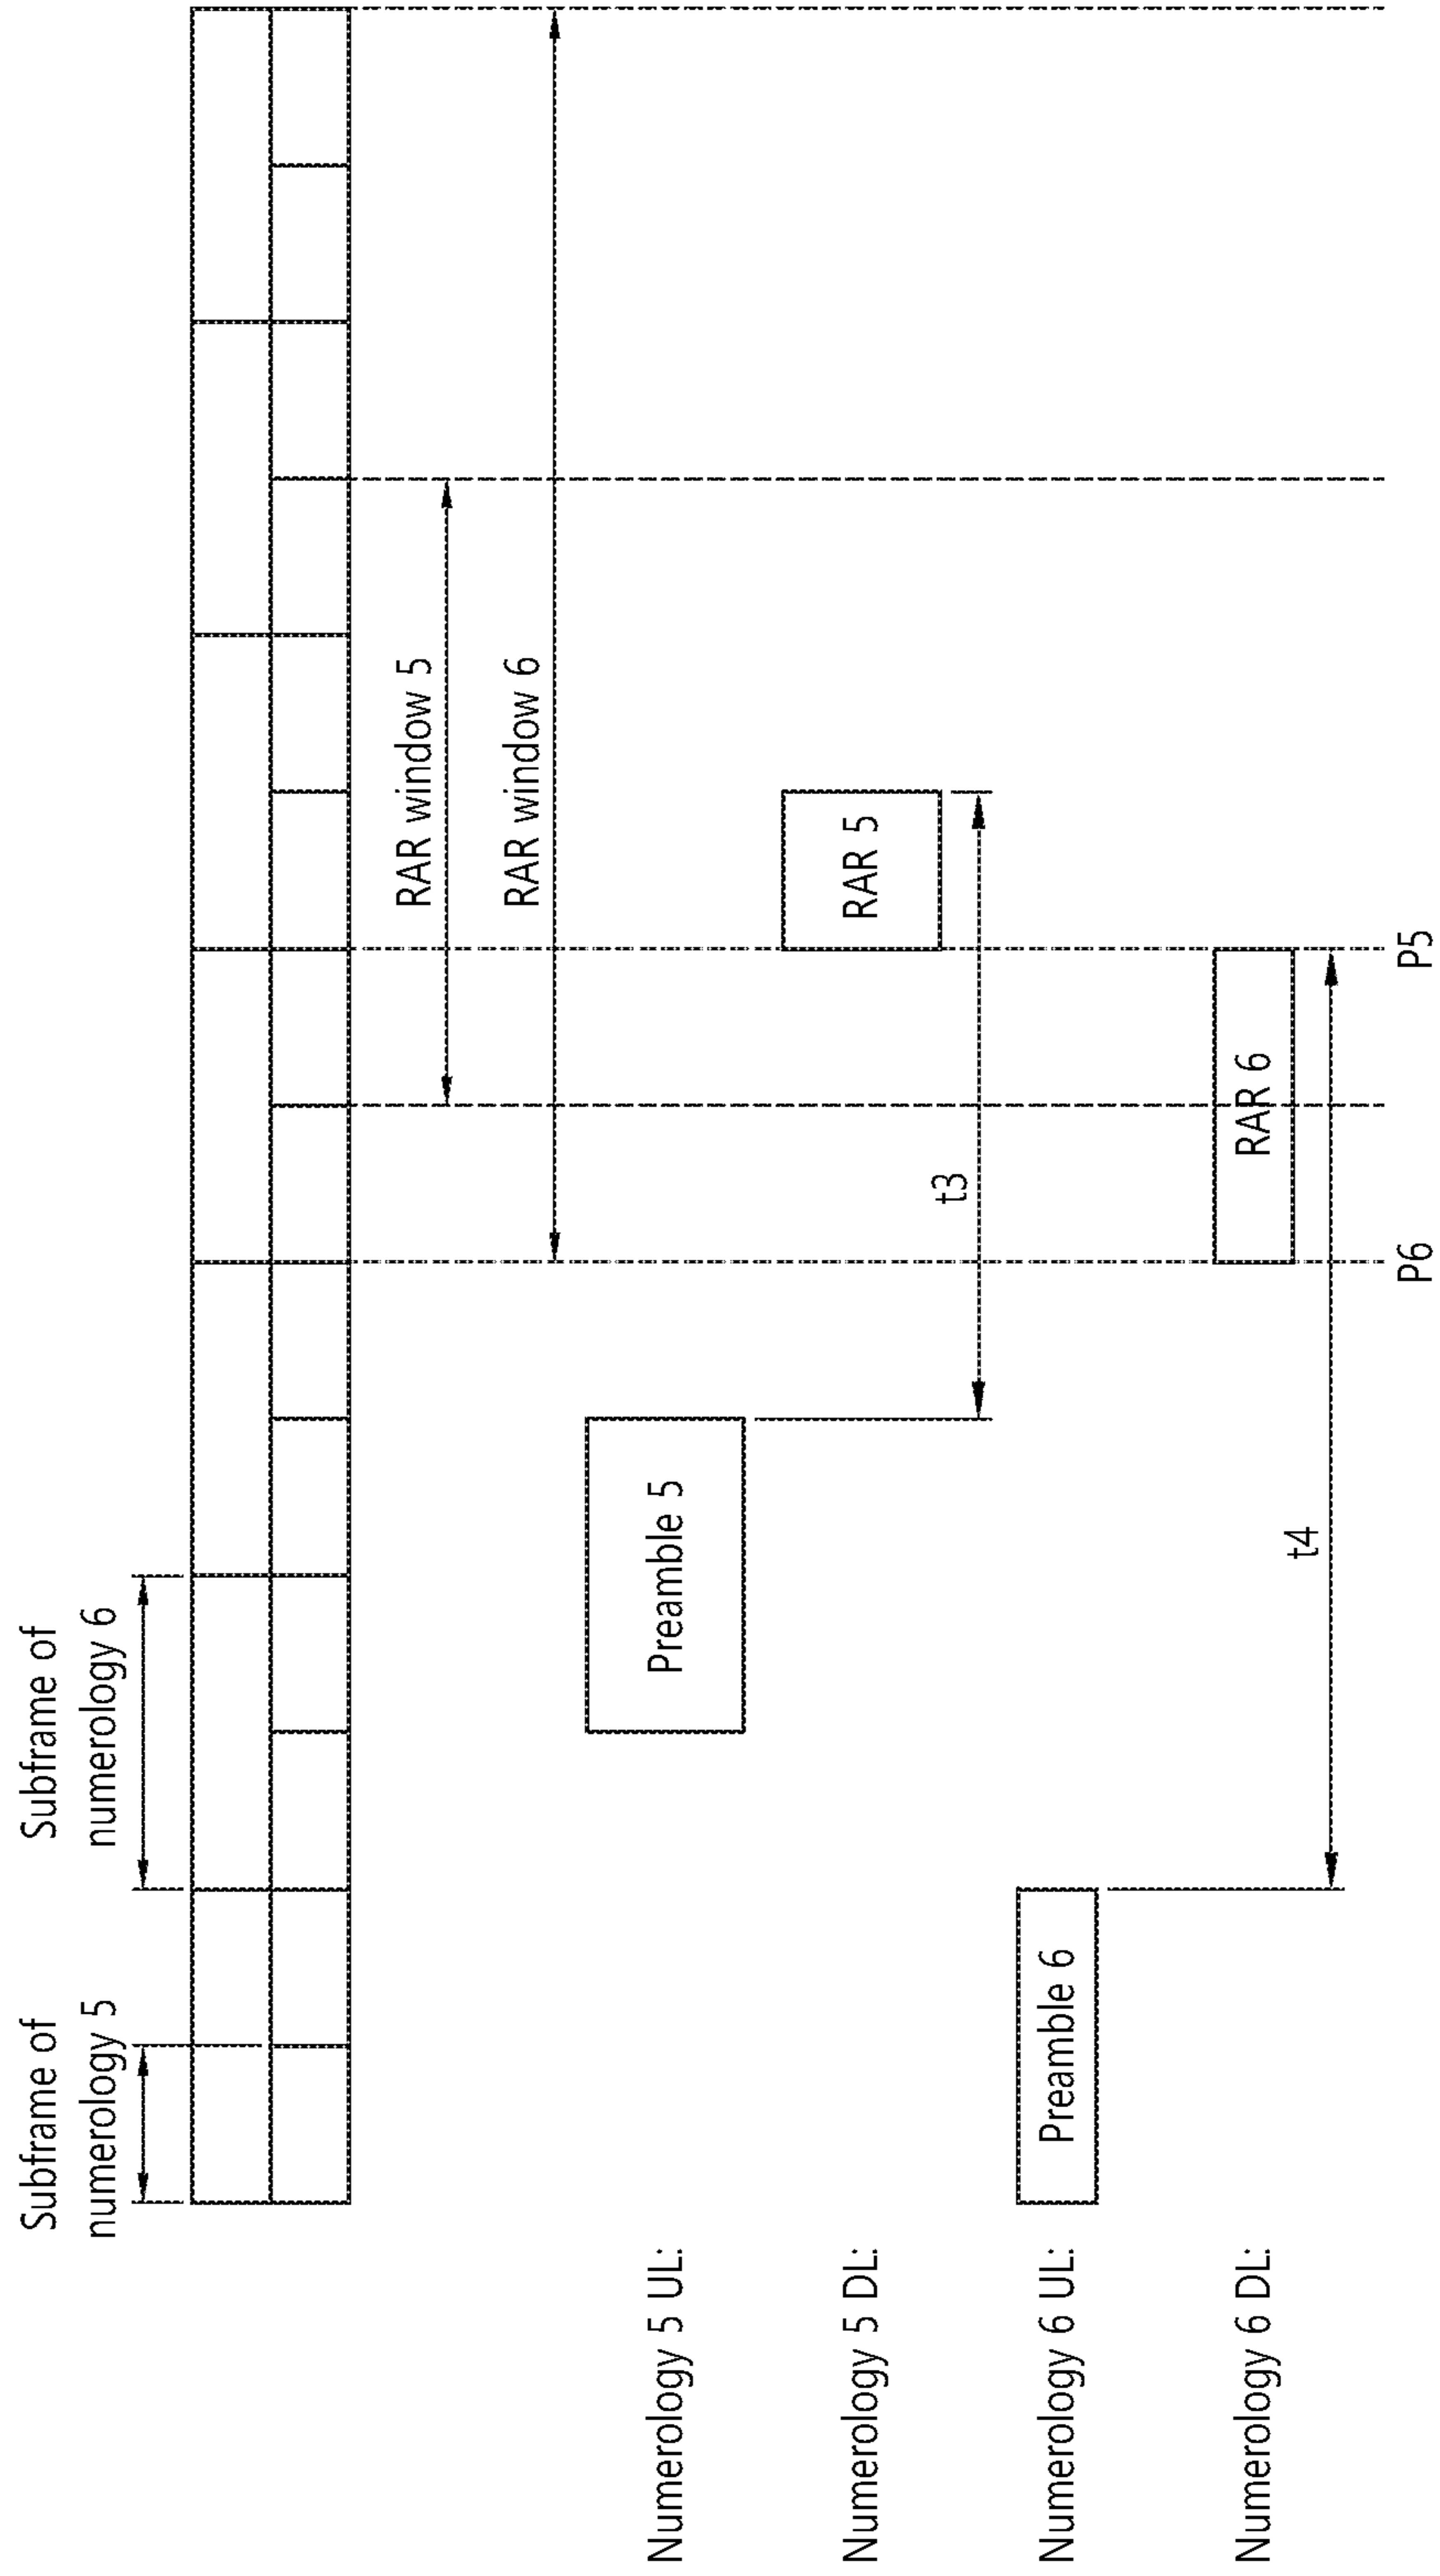 Subframe of
numerology 5
Subframe of
numerology 6
RAR window 5
RAR window 6
Numerology 5 UL:
Preamble 5
Numerology 5 DL:
RAR 5
t3
Numerology 6 UL:
Preamble 6
Numerology 6 DL:
RAR 6
t4
P6
P5